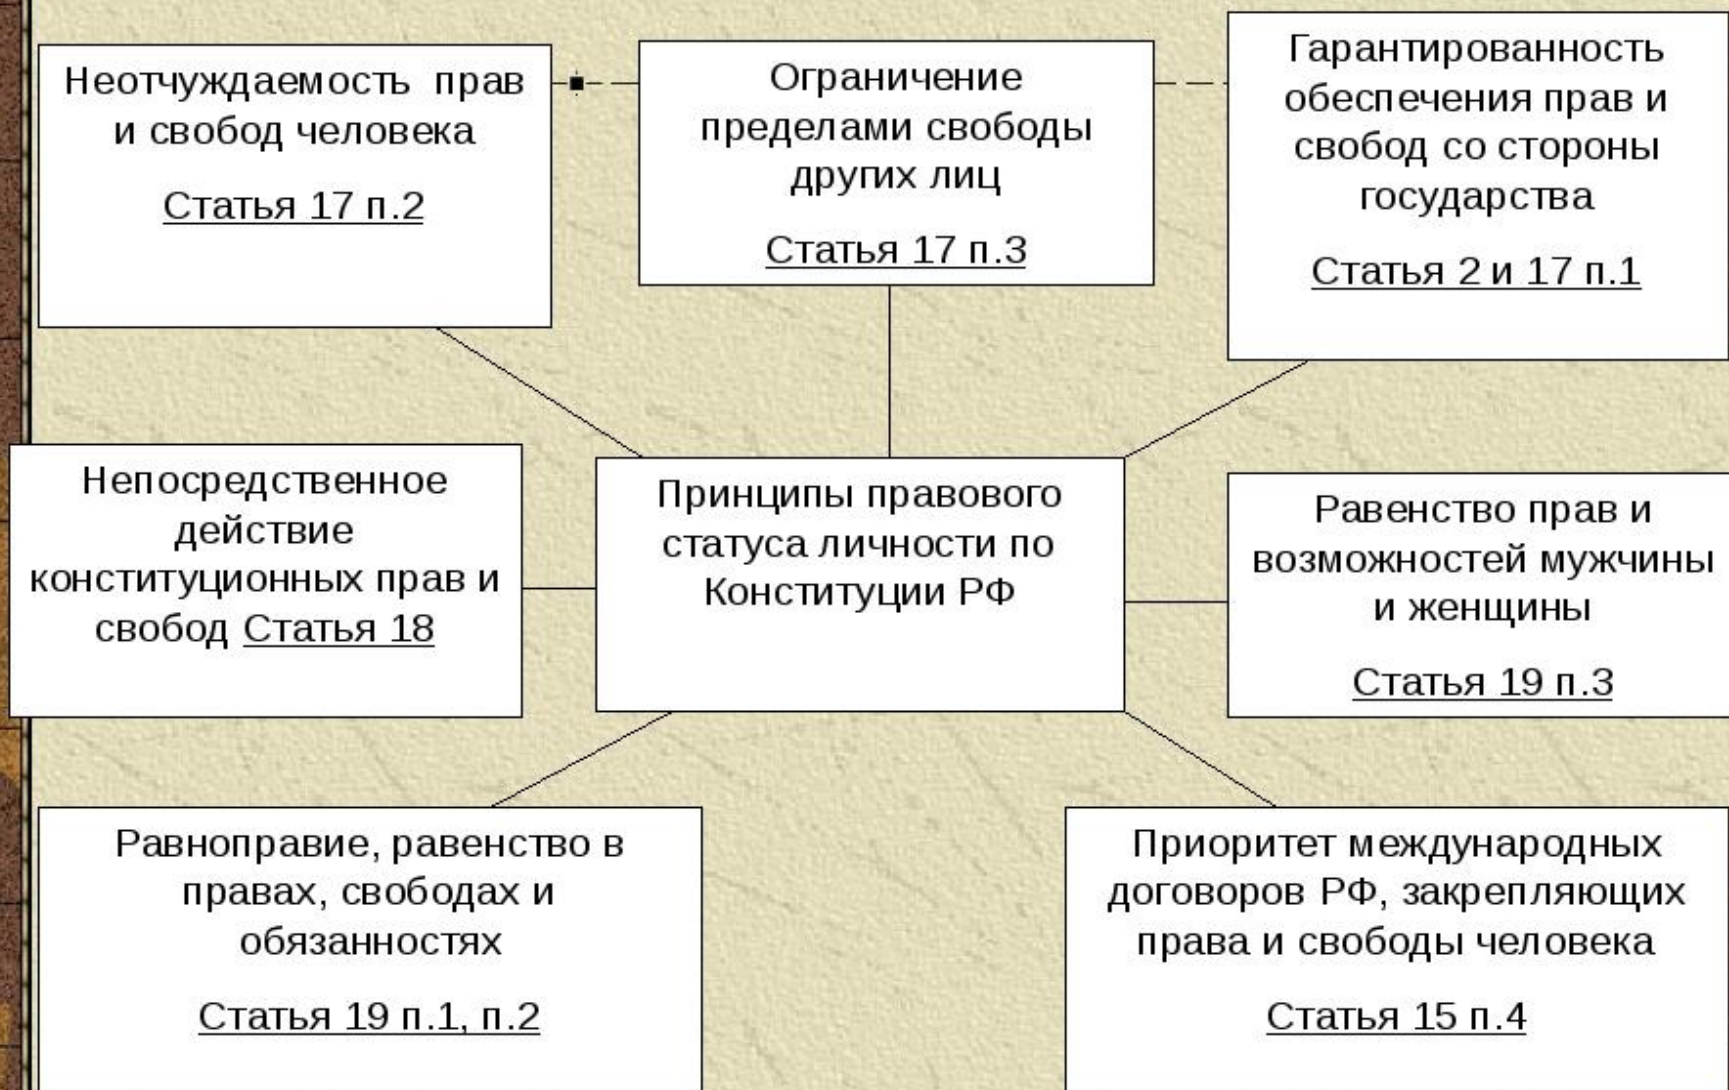 Неотчуждаемость прав
и свобод человека
Статья 17 п.2
Ограничение
пределами свободы
других лиц
Статья 17 п.3
Гарантированность
обеспечения прав и
свобод со стороны
государства
Статья 2 и 17 п.1
Непосредственное
действие
конституционных прав и
свобод Статья 18
Принципы правового
статуса личности по
Конституции РФ
Равенство прав и
возможностей мужчины
и женщины
Статья 19 п.3
Равноправие, равенство в
правах, свободах и
обязанностях
Статья 19 п.1, п.2
Приоритет международных
договоров РФ, закрепляющих
права и свободы человека
Статья 15 п.4